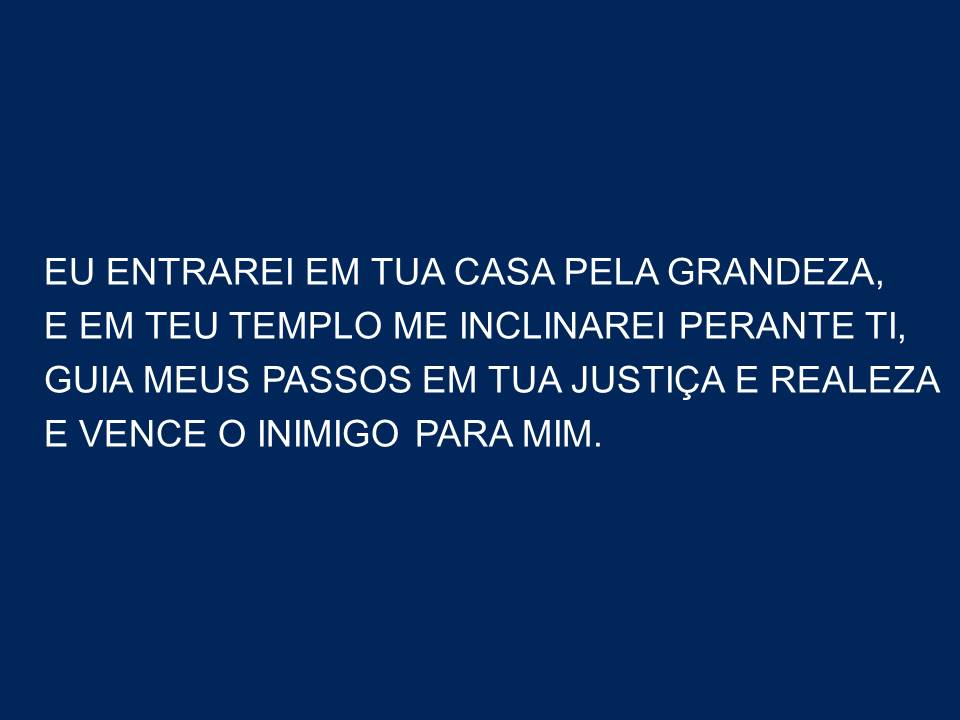 EU ENTRAREI EM TUA CASA PELA GRANDEZA,
E EM TEU TEMPLO ME INCLINAREI PERANTE TI,
GUIA MEUS PASSOS EM TUA JUSTIÇA E REALEZA
E VENCE O INIMIGO PARA MIM.